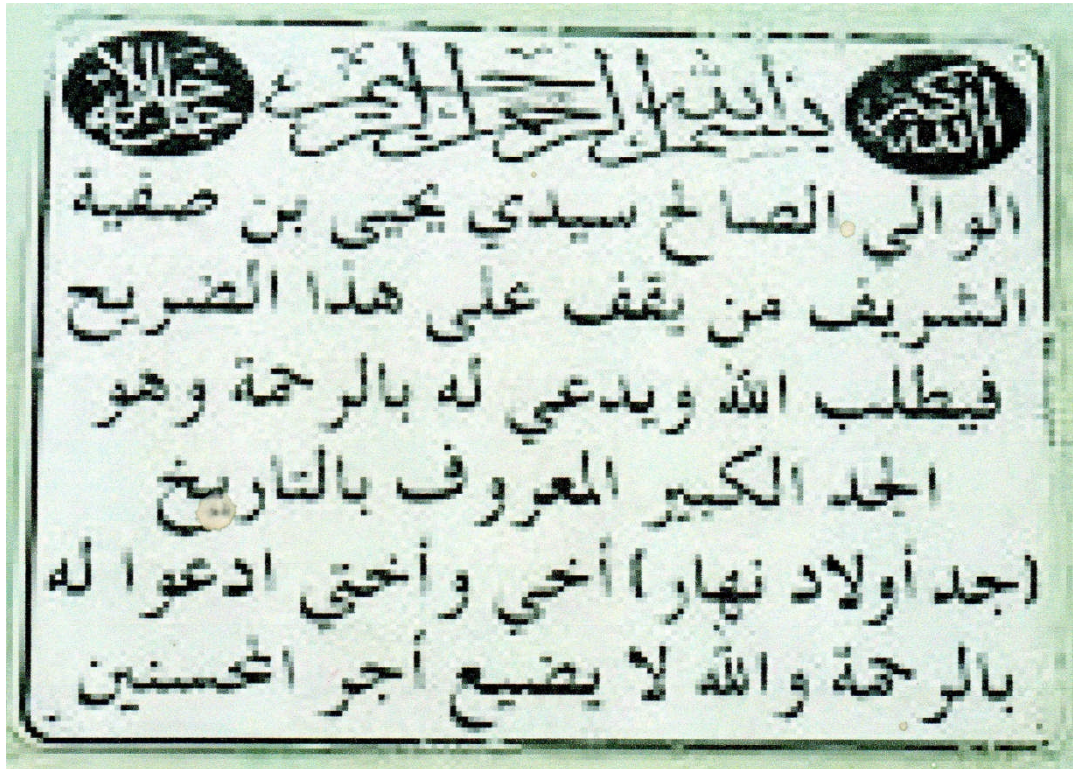 بسم الله الرحمن الرحيم
الوالي الصالح سيدي يحيى بن صفية
الشريف من يقف على هذا الضريح
فيطلب الله ويدعي له بالرحمة وهو
الجد الكبير المعروف بالتاريخ
(جد أولاد نهار) أخي وأختي ادعوا له
بالرحمة والله لا يضيع أجر المحسنين